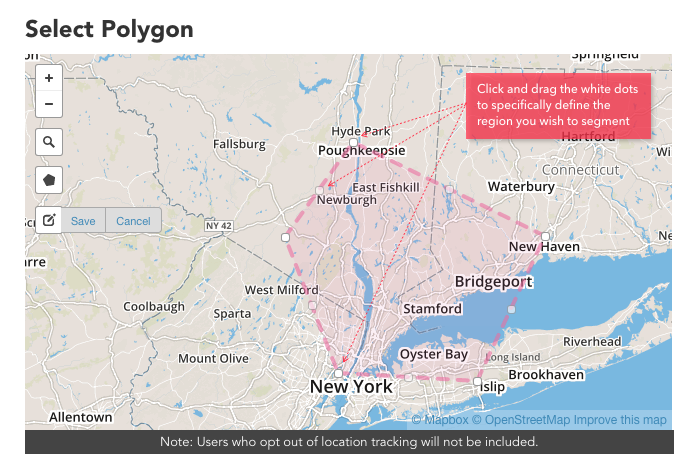 Select Polygon
Springfield
+
−
Click and drag the white dots
to specifically define the
region you wish to segment
Hyde Park
Fallsburg
Poughkeepsie
Hartford
Connecticut
East Fishkill
Waterbury
Newburgh
Save
Cancel
NY 42
New Haven
West Milford
Bridgeport
Coolbaugh
Sparta
Stamford
Riverhead
Mount Olive
Oyster Bay
Long Island
Brookhaven
New York
Islip
Allentown
© Mapbox © OpenStreetMap Improve this map
Note: Users who opt out of location tracking will not be included.